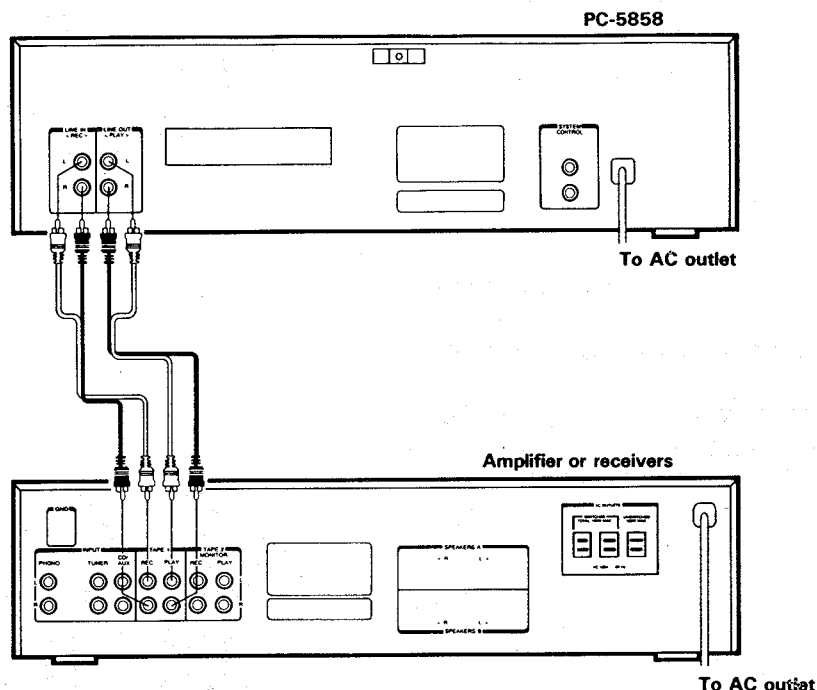 PC-5858
LINE IN LINE OUT
< REC > < PLAY >
SYSTEM
CONTROL
L L
R R
To AC outlet
Amplifier or receivers
GND
AC OUTLETS
SWITCHED UNSWITCHED
INPUT TAPE 1 TAPE 2
MONITOR
PHONO TUNER CD/
AUX REC PLAY REC PLAY
L
R R
SPEAKERS A
- R L +
- R L +
SPEAKERS B
To AC outlet